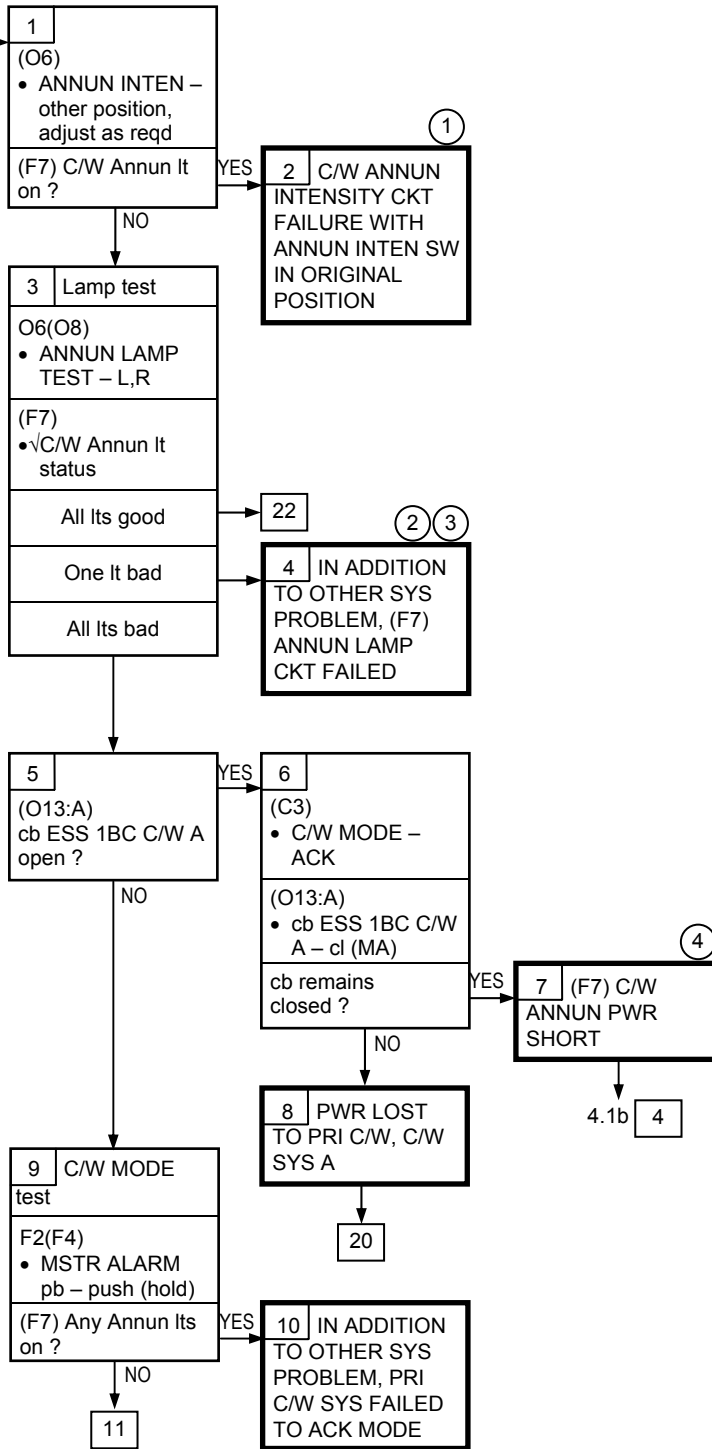 1
(O6)
• ANNUN INTEN –
other position,
adjust as reqd
(F7) C/W Annun lt
on ?
YES
NO
1
2 C/W ANNUN
INTENSITY CKT
FAILURE WITH
ANNUN INTEN SW
IN ORIGINAL
POSITION
3 Lamp test
O6(O8)
• ANNUN LAMP
TEST – L,R
(F7)
•√C/W Annun lt
status
All lts good
22
One lt bad
All lts bad
2 3
4 IN ADDITION
TO OTHER SYS
PROBLEM, (F7)
ANNUN LAMP
CKT FAILED
5
(O13:A)
cb ESS 1BC C/W A
open ?
YES
NO
6
(C3)
• C/W MODE –
ACK
(O13:A)
• cb ESS 1BC C/W
A – cl (MA)
cb remains
closed ?
YES
NO
4
7 (F7) C/W
ANNUN PWR
SHORT
4.1b 4
8 PWR LOST
TO PRI C/W, C/W
SYS A
20
9 C/W MODE
test
F2(F4)
• MSTR ALARM
pb – push (hold)
(F7) Any Annun lts
on ?
YES
NO
11
10 IN ADDITION
TO OTHER SYS
PROBLEM, PRI
C/W SYS FAILED
TO ACK MODE